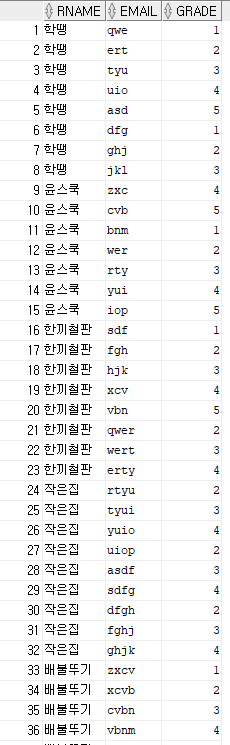 RNAME EMAIL GRADE
1 학땡 qwe 1
2 학땡 ert 2
3 학땡 tyu 3
4 학땡 uio 4
5 학땡 asd 5
6 학땡 dfg 1
7 학땡 ghj 2
8 학땡 jkl 3
9 윤스쿡 zxc 4
10 윤스쿡 cvb 5
11 윤스쿡 bnm 1
12 윤스쿡 wer 2
13 윤스쿡 rty 3
14 윤스쿡 yui 4
15 윤스쿡 iop 5
16 한끼철판 sdf 1
17 한끼철판 fgh 2
18 한끼철판 hjk 3
19 한끼철판 xcv 4
20 한끼철판 vbn 5
21 한끼철판 qwer 2
22 한끼철판 wert 3
23 한끼철판 erty 4
24 작은집 rtyu 2
25 작은집 tyui 3
26 작은집 yuio 4
27 작은집 uiop 2
28 작은집 asdf 3
29 작은집 sdfg 4
30 작은집 dfgh 2
31 작은집 fghj 3
32 작은집 ghjk 4
33 배불뚜기 zxcv 1
34 배불뚜기 xcvb 2
35 배불뚜기 cvbn 3
36 배불뚜기 vbnm 4